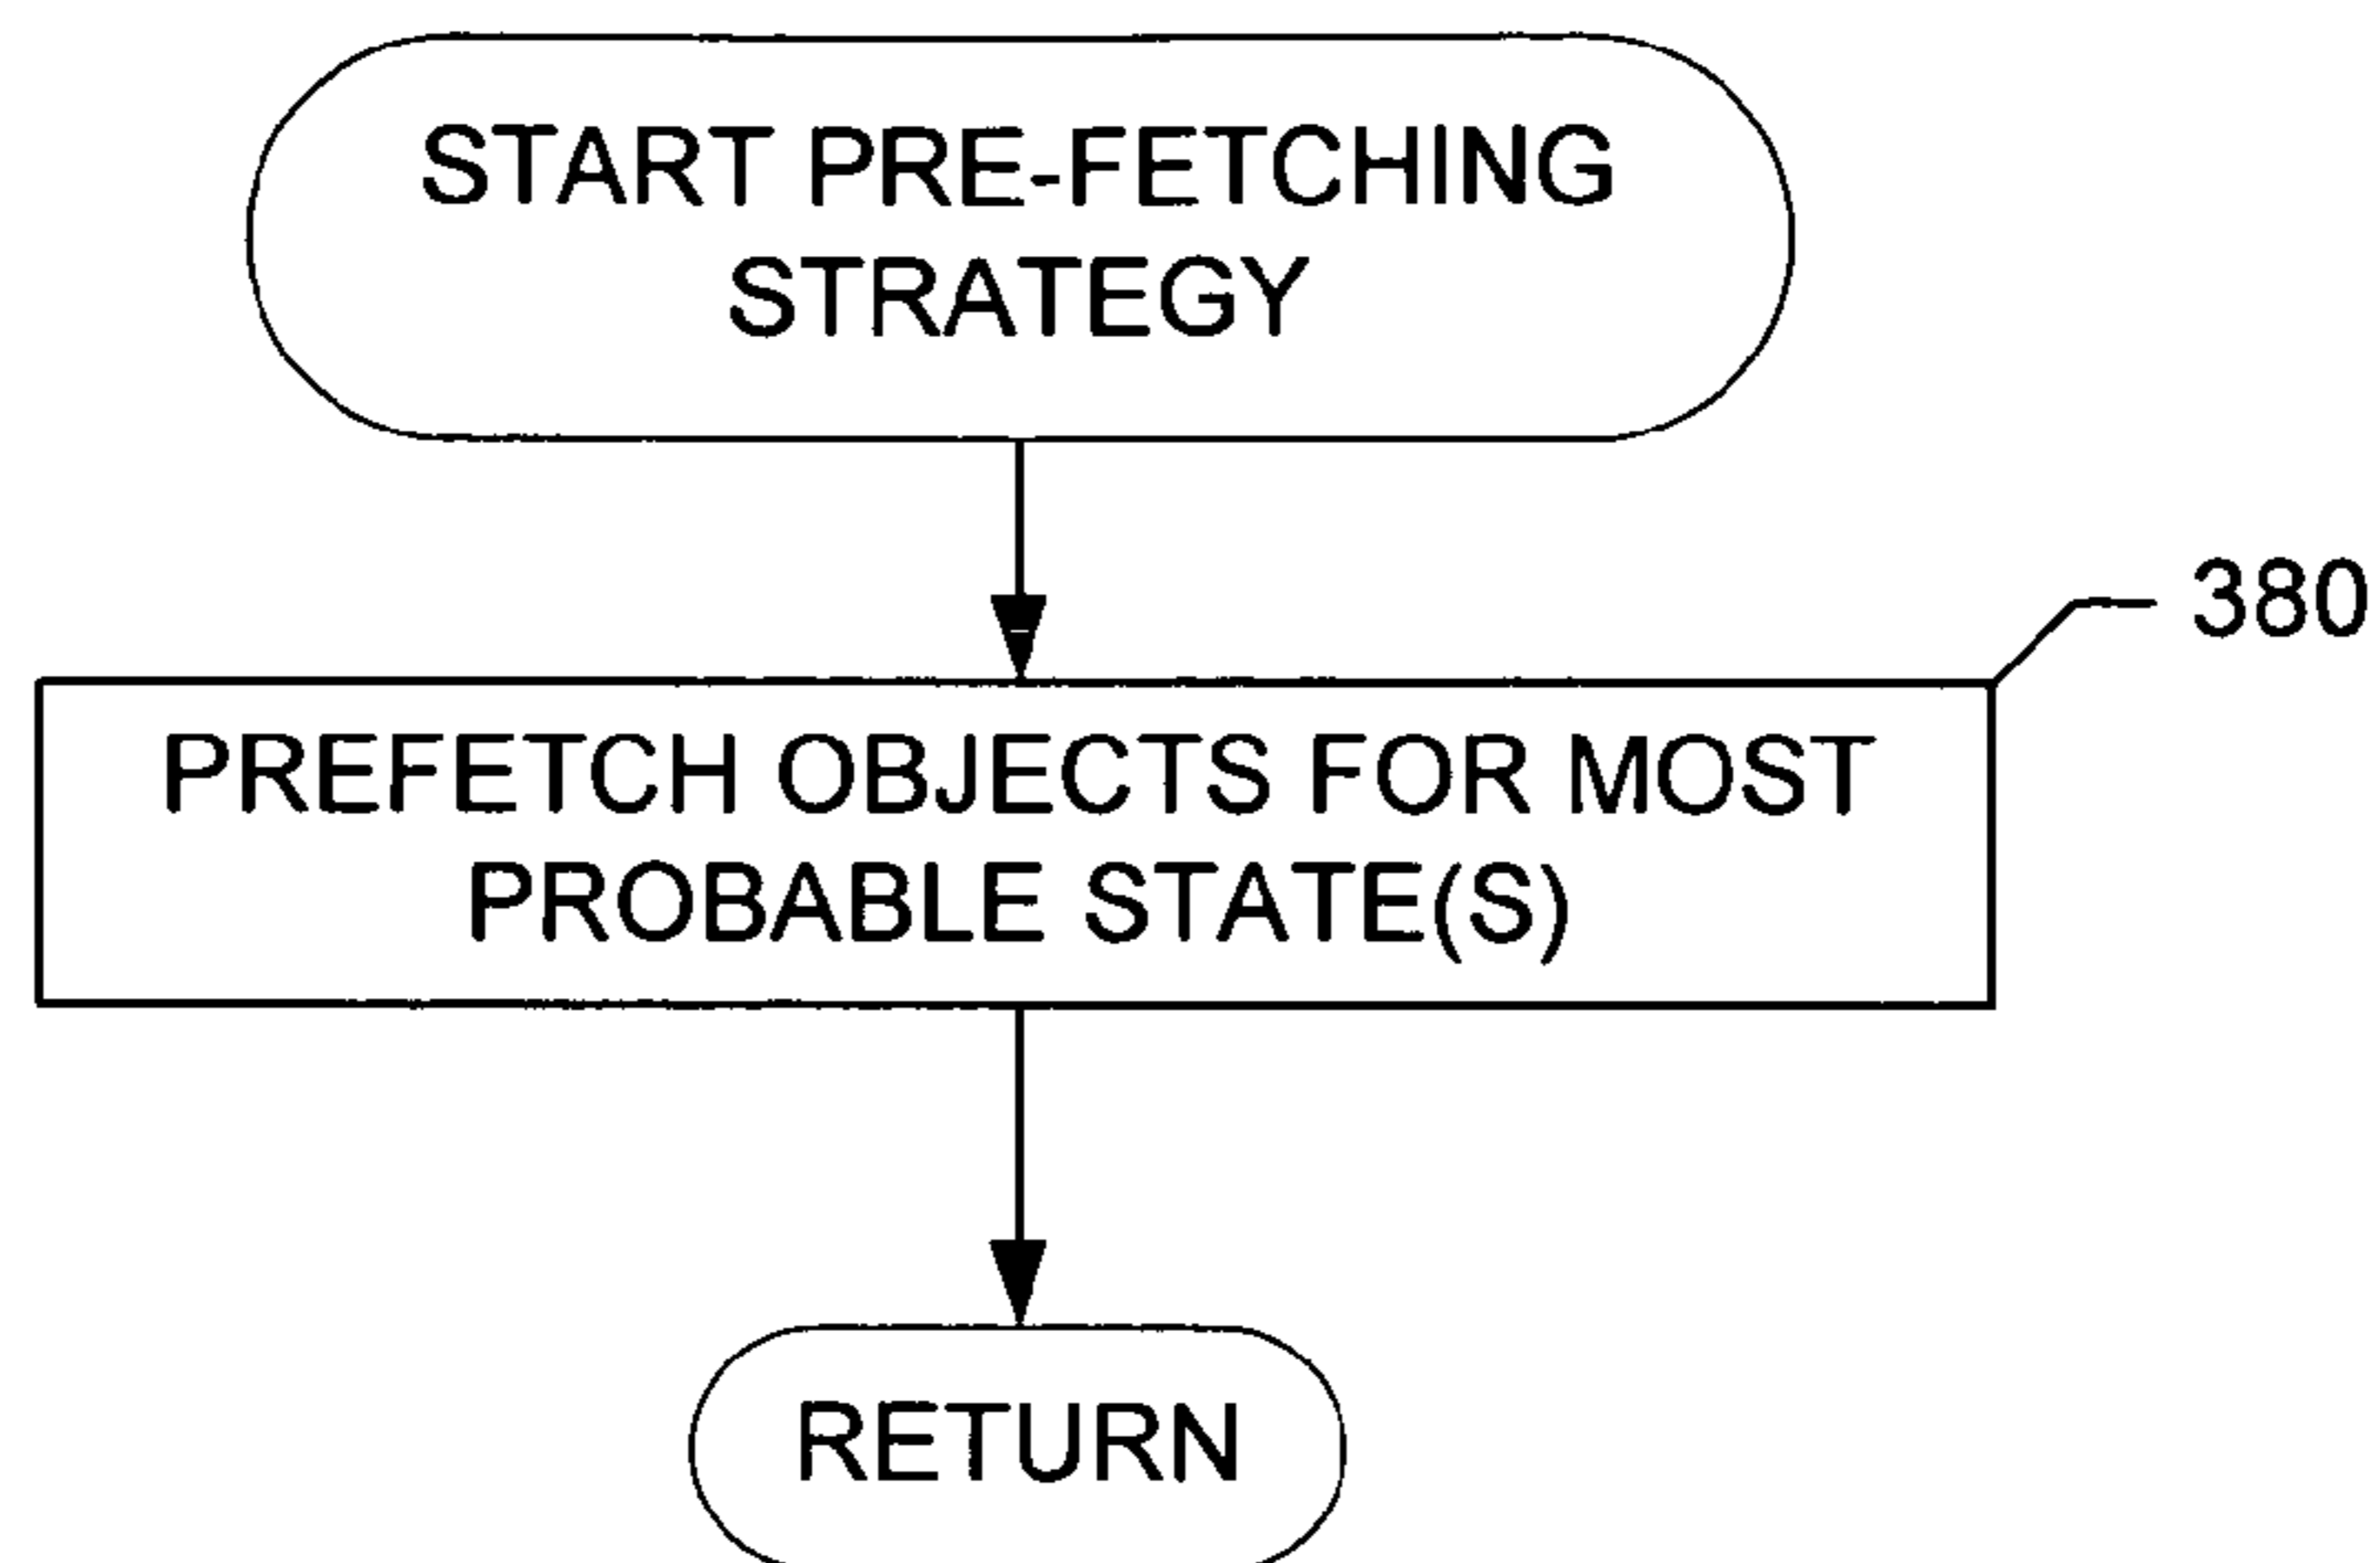 START PRE-FETCHING
STRATEGY
380
PREFETCH OBJECTS FOR MOST
PROBABLE STATE(S)
RETURN